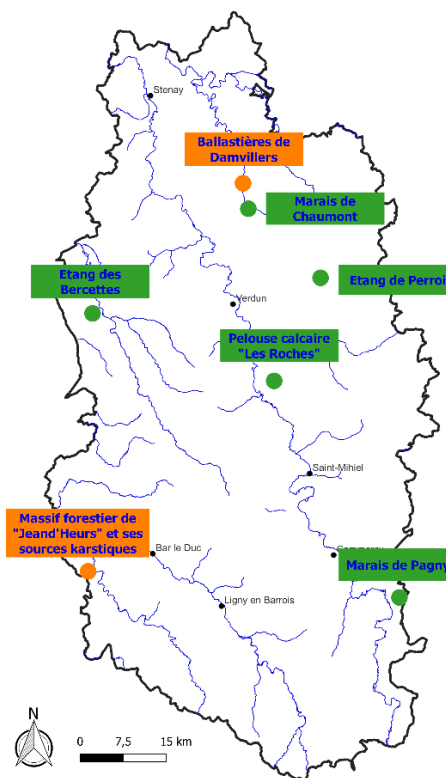 Stenay
Ballastières de
Damvillers
Marais de
Chaumont
Etang des
Bercettes
Etang de Perroi
Verdun
Pelouse calcaire
"Les Roches"
Saint-Mihiel
Massif forestier de
"Jeand'Heurs" et ses
sources karstiques
Bar le Duc
Marais de Pagny
Ligny en Barrois
N
0 7,5 15 km